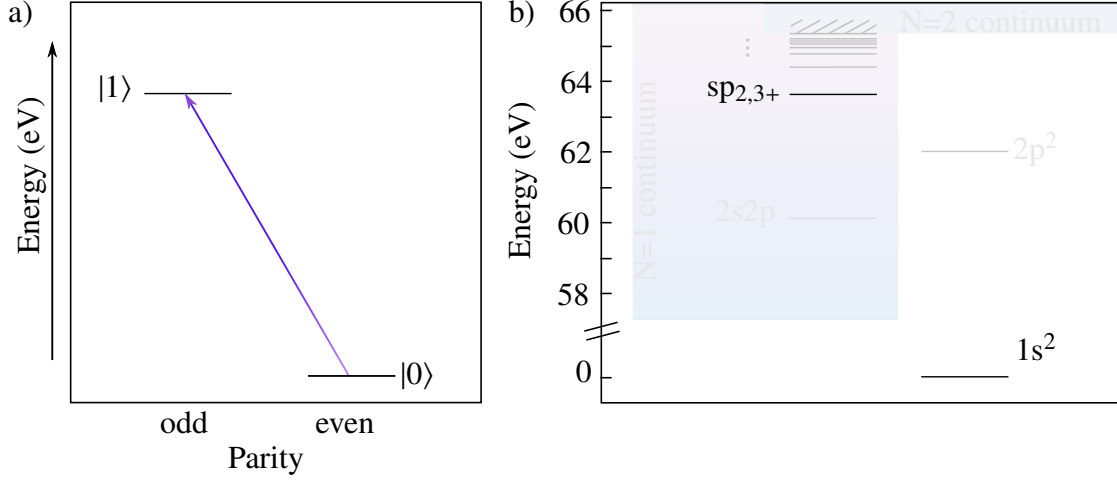 a)
Energy (eV)
|1⟩
|0⟩
odd even
Parity
b)
Energy (eV)
66
64
62
60
58
0
N=1 continuum
N=2 continuum
sp2,3+
2s2p
2p²
1s²